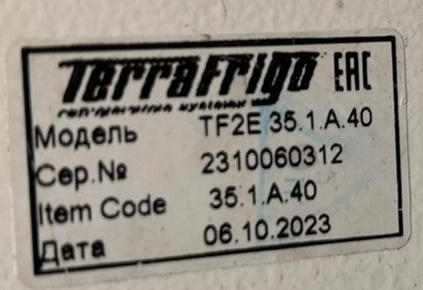 TerraFrigo EAC
Модель TF2E 35.1.A.40
Сер.№ 2310060312
Item Code 35.1.A.40
Дата 06.10.2023